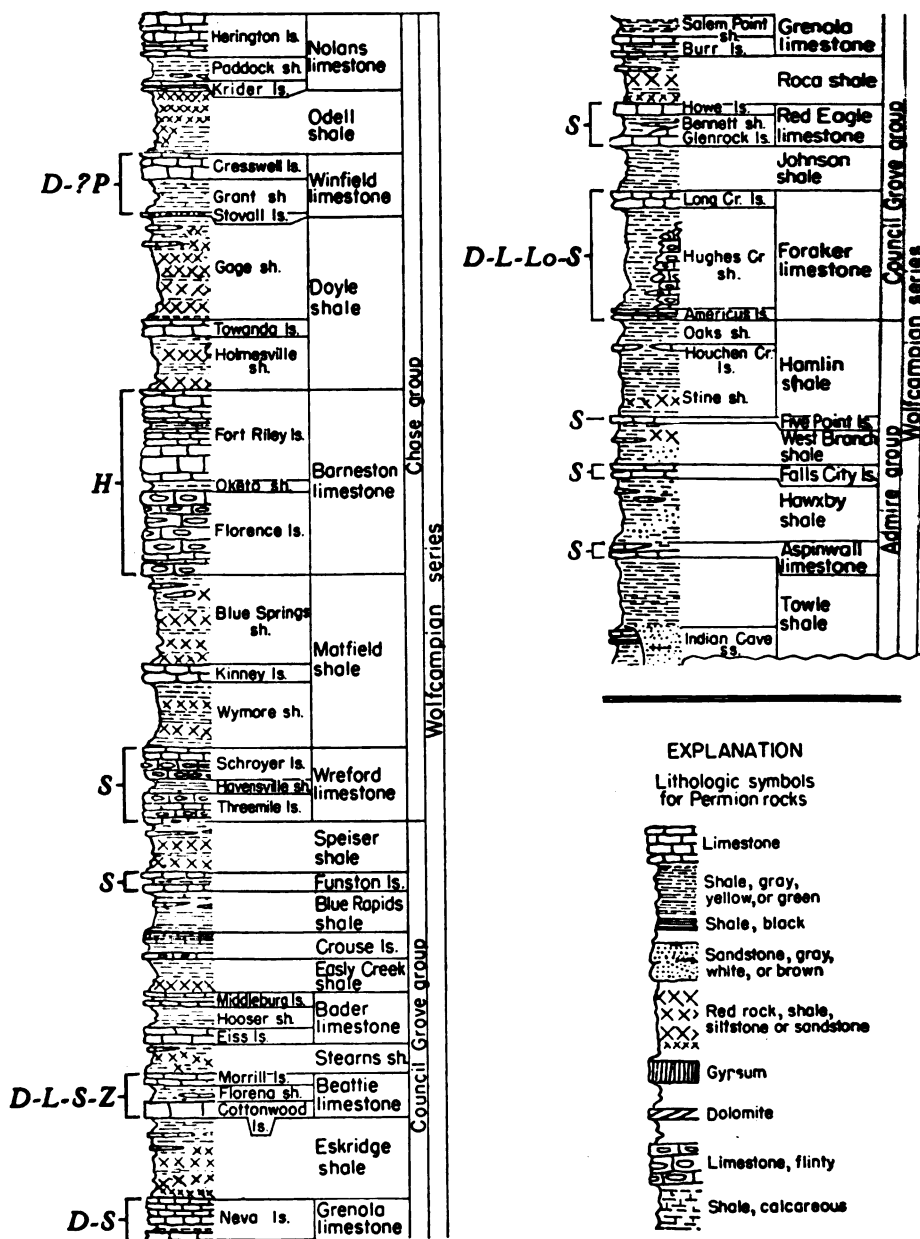 Herington ls.
Nolans
limestone
Paddock sh.
Krider ls.
Odell
shale
D-?P
Cresswell ls.
Winfield
limestone
Grant sh
Stovall ls.
Gage sh.
Doyle
shale
Towanda ls.
Holmesville
sh.
H
Fort Riley ls.
Oketo sh.
Barneston
limestone
Florence ls.
Chase group
Blue Springs
sh.
Matfield
shale
Kinney ls.
Wymore sh.
S
Schroyer ls.
Havensville sh
Threemile ls.
Wreford
limestone
Wolfcampian series
Speiser
shale
S
Funston ls.
Blue Rapids
shale
Crouse ls.
Easly Creek
shale
Middleburg ls.
Hooser sh.
Eiss ls.
Bader
limestone
Stearns sh.
D-L-S-Z
Morrill ls.
Florena sh.
Cottonwood
ls.
Beattie
limestone
Eskridge
shale
D-S
Neva ls.
Grenola
limestone
Council Grove group
Salem Point
sh
Burr ls.
Grenola
limestone
Roca shale
S
Howe ls.
Bennett sh.
Glenrock ls.
Red Eagle
limestone
Johnson
shale
D-L-Lo-S
Long Cr. ls.
Hughes Cr
sh.
Americus ls.
Foraker
limestone
Council Grove group
Oaks sh.
Houchen Cr.
ls.
Stine sh.
Hamlin
shale
S
Five Point ls.
West Branch
shale
S
Falls City ls.
Hawxby
shale
S
Aspinwall
limestone
Towle
shale
Indian Cave
ss.
Admire group
Wolfcampian series
EXPLANATION
Lithologic symbols
for Permian rocks
Limestone
Shale, gray,
yellow, or green
Shale, black
Sandstone, gray,
white, or brown
Red rock, shale,
siltstone or sandstone
Gypsum
Dolomite
Limestone, flinty
Shale, calcareous